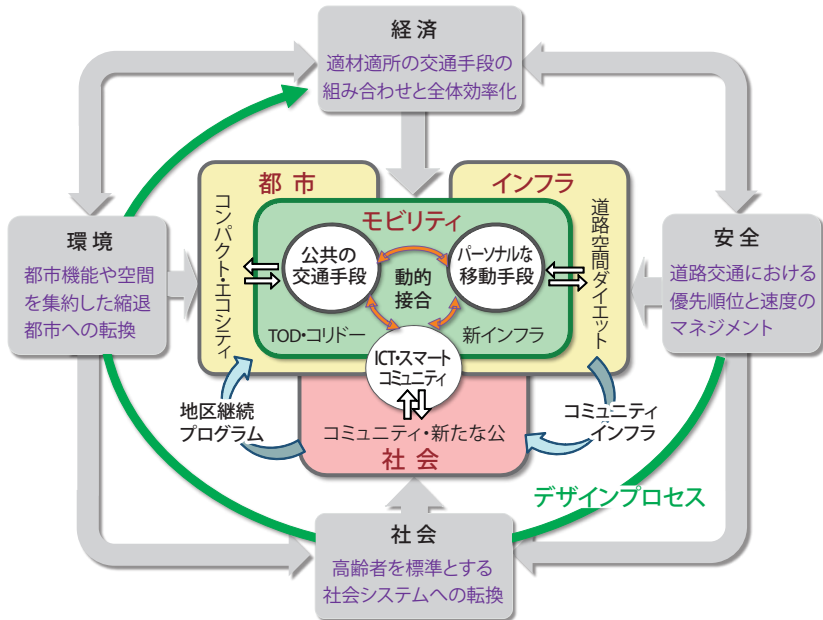 経済
適材適所の交通手段の
組み合わせと全体効率化
都市
インフラ
コンパクト・エコシティ
モビリティ
道路空間ダイエット
環境
都市機能や空間
を集約した縮退
都市への転換
公共の
交通手段
動的
接合
パーソナルな
移動手段
安全
道路交通における
優先順位と速度の
マネジメント
TOD・コリドー
新インフラ
ICT・スマート
コミュニティ
地区継続
プログラム
コミュニティ
インフラ
コミュニティ・新たな公
社会
デザインプロセス
社会
高齢者を標準とする
社会システムへの転換